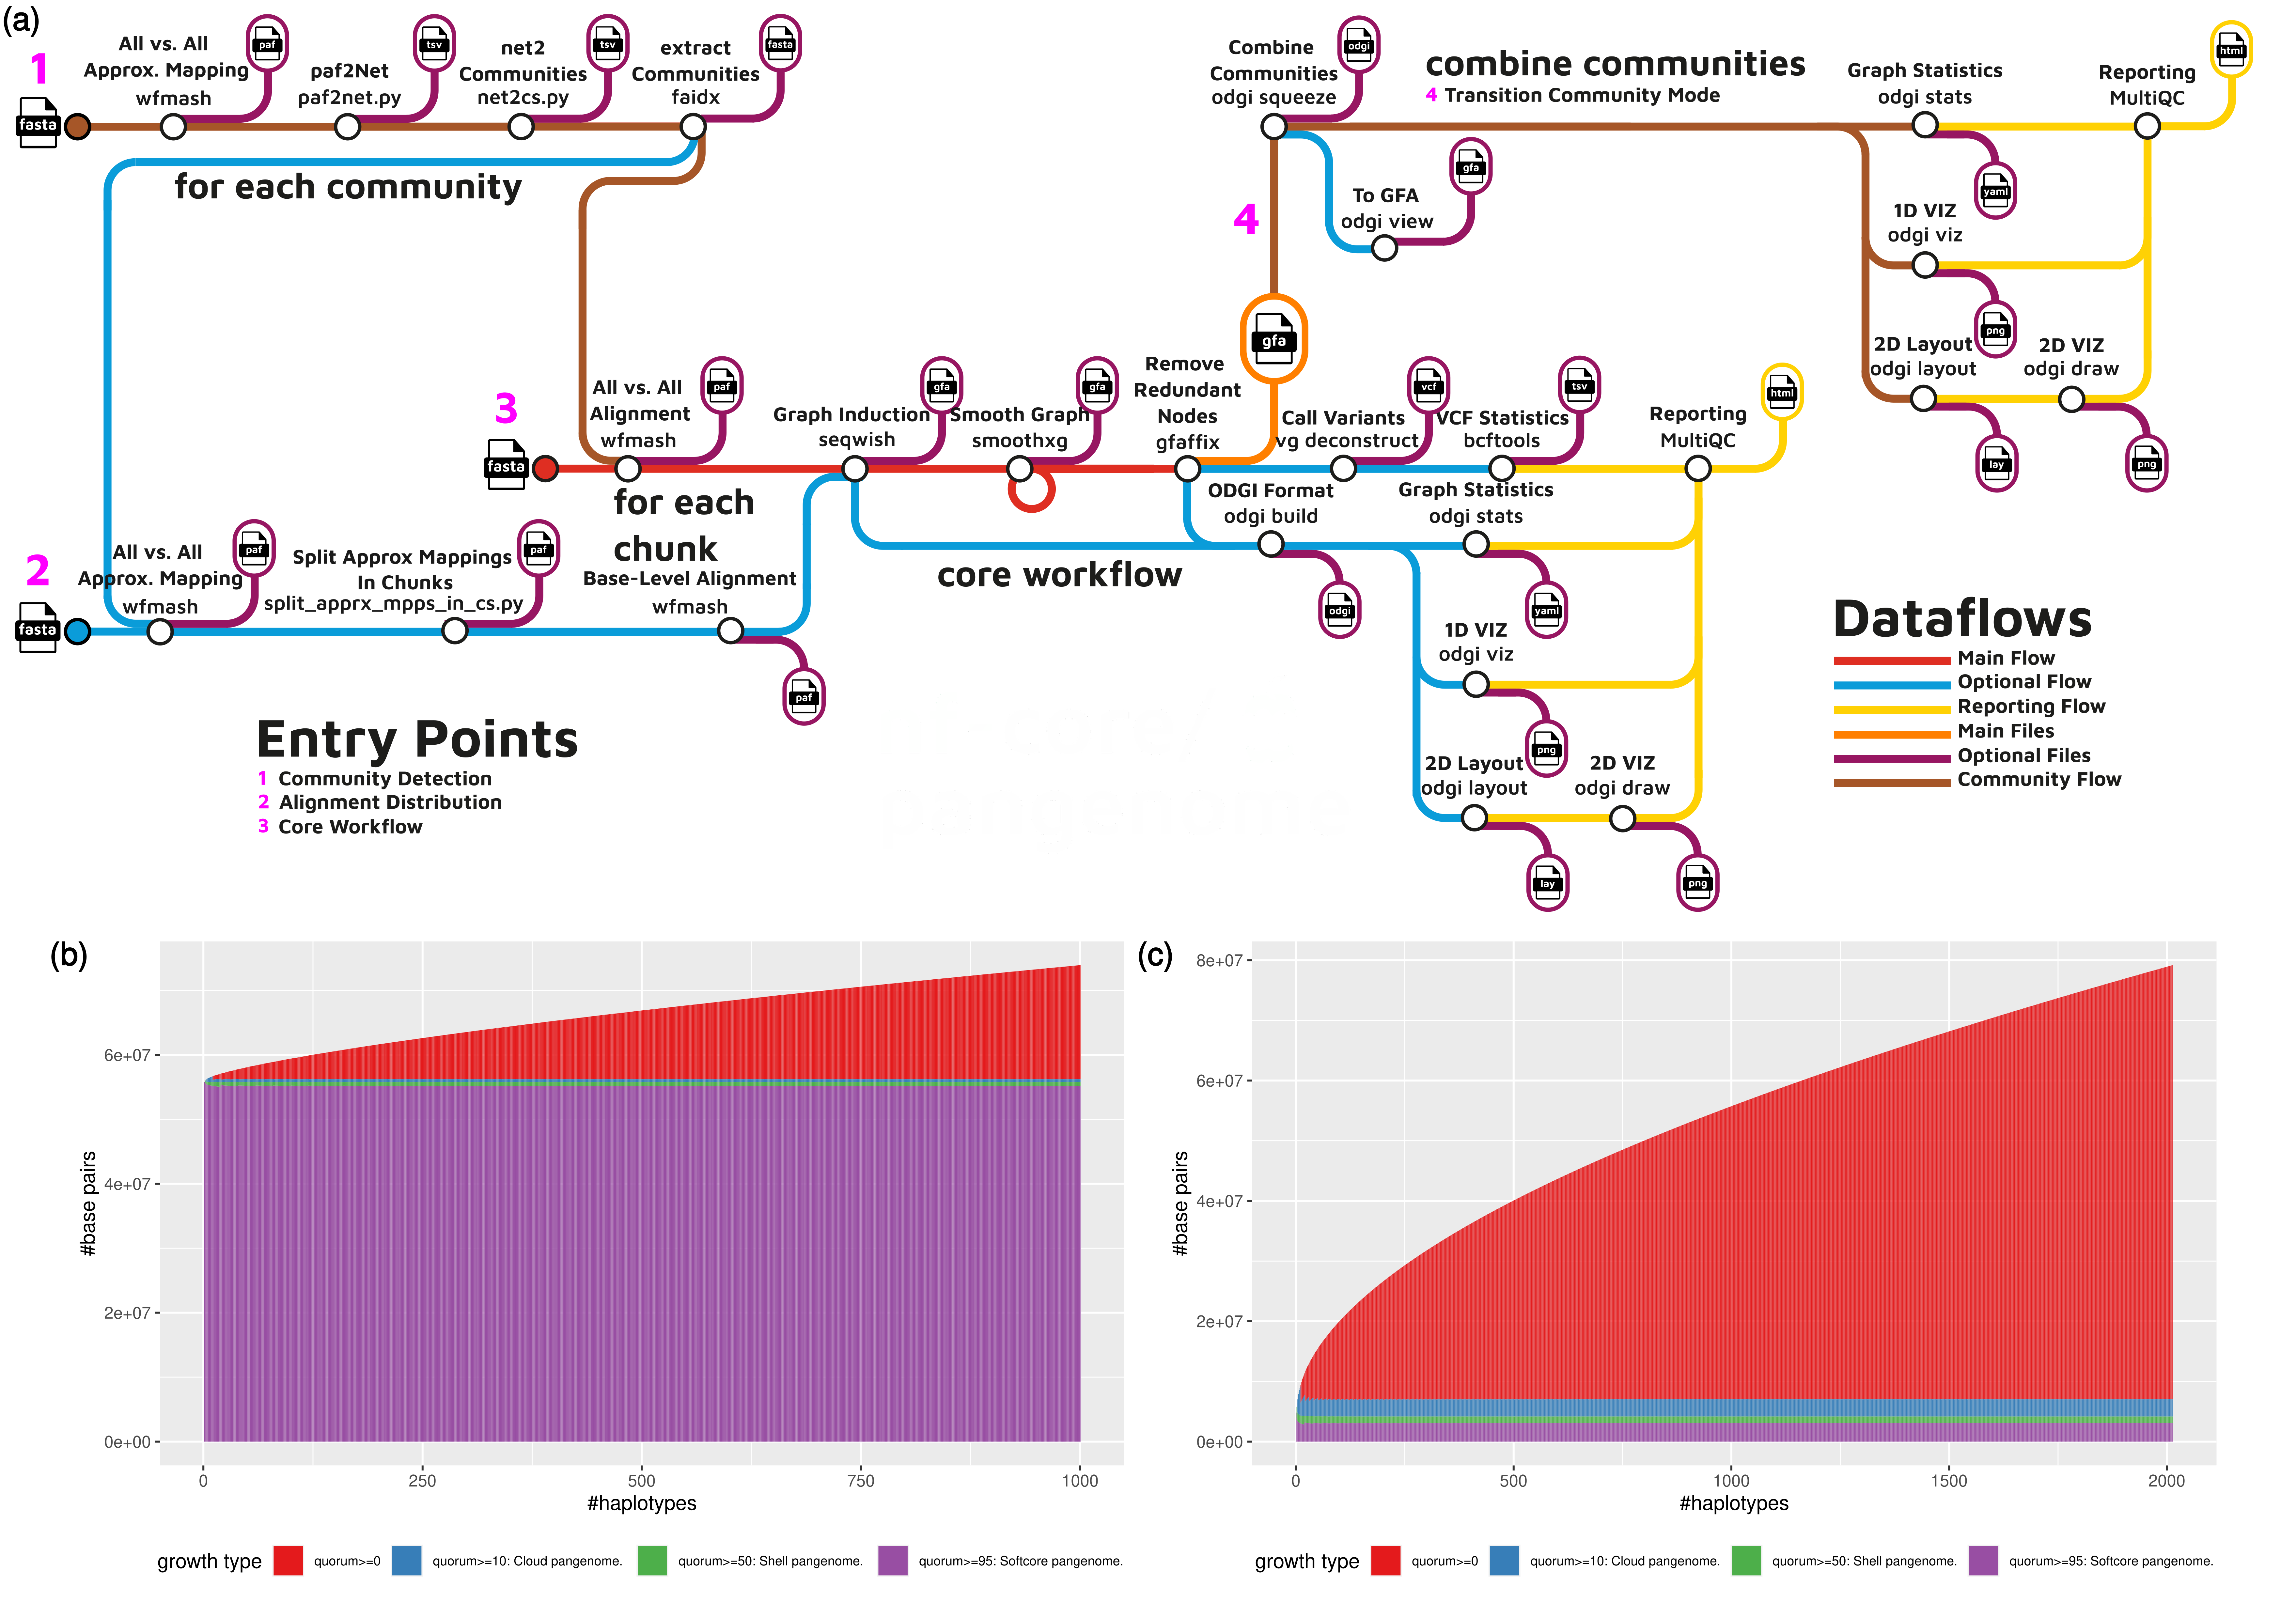 (a)
1
fasta
All vs. All
Approx. Mapping
wfmash
paf
paf2Net
paf2net.py
tsv
net2
Communities
net2cs.py
tsv
extract
Communities
faidx
fasta
for each community
Combine
Communities
odgi squeeze
odgi
combine communities
4 Transition Community Mode
To GFA
odgi view
gfa
4
gfa
Graph Statistics
odgi stats
yaml
Reporting
MultiQC
html
1D VIZ
odgi viz
png
2D Layout
odgi layout
lay
2D VIZ
odgi draw
png
3
fasta
All vs. All
Alignment
wfmash
paf
for each
chunk
Graph Induction
seqwish
gfa
Smooth Graph
smoothxg
gfa
Remove
Redundant
Nodes
gfaffix
Call Variants
vg deconstruct
vcf
VCF Statistics
bcftools
tsv
Reporting
MultiQC
html
2
fasta
All vs. All
Approx. Mapping
wfmash
paf
Split Approx Mappings
In Chunks
split_apprx_mpps_in_cs.py
paf
Base-Level Alignment
wfmash
paf
core workflow
ODGI Format
odgi build
odgi
Graph Statistics
odgi stats
yaml
1D VIZ
odgi viz
png
2D Layout
odgi layout
lay
2D VIZ
odgi draw
png
Entry Points
1 Community Detection
2 Alignment Distribution
3 Core Workflow
Dataflows
Main Flow
Optional Flow
Reporting Flow
Main Files
Optional Files
Community Flow
(b)
#base pairs
6e+07
4e+07
2e+07
0e+00
0 250 500 750 1000
#haplotypes
growth type quorum>=0 quorum>=10: Cloud pangenome. quorum>=50: Shell pangenome. quorum>=95: Softcore pangenome.
(c)
#base pairs
8e+07
6e+07
4e+07
2e+07
0e+00
0 500 1000 1500 2000
#haplotypes
growth type quorum>=0 quorum>=10: Cloud pangenome. quorum>=50: Shell pangenome. quorum>=95: Softcore pangenome.